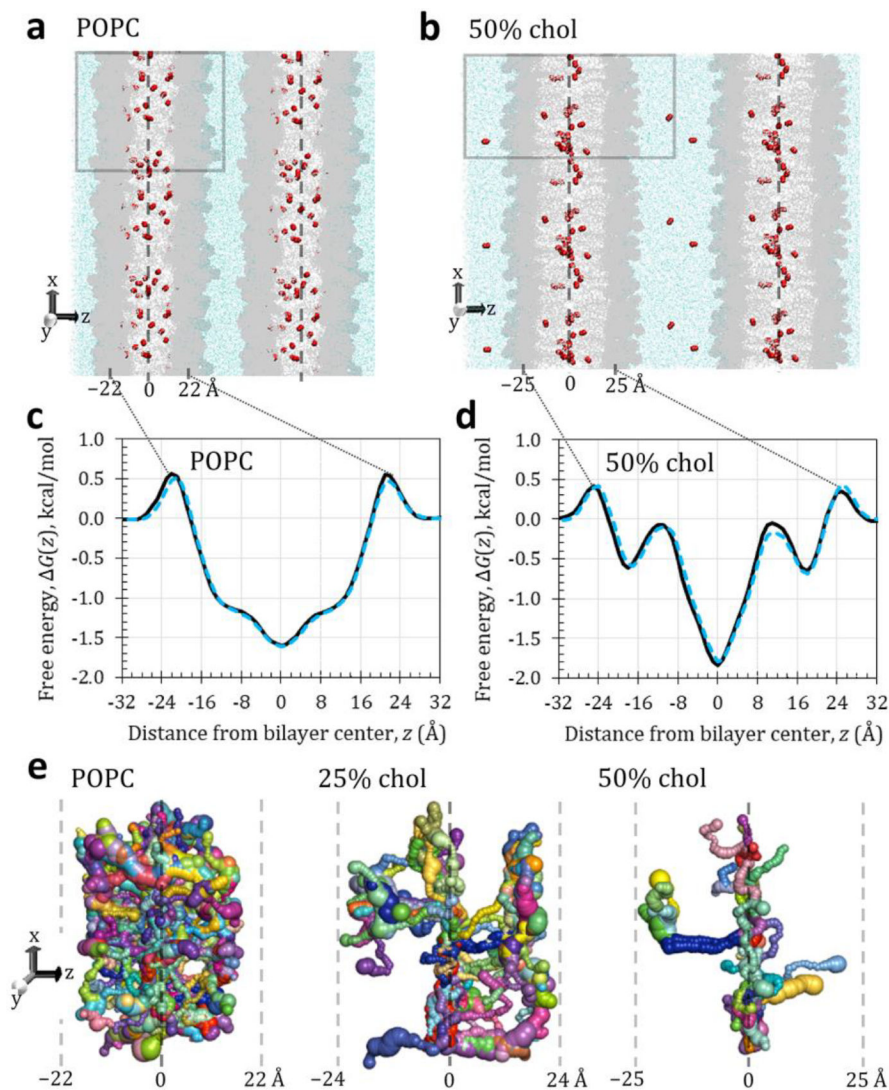 a POPC
b 50% chol
x
y z
−22 0 22 Å
x
y z
−25 0 25 Å
c
POPC
Free energy, ΔG(z), kcal/mol
1.0
0.5
0.0
-0.5
-1.0
-1.5
-2.0
-32 -24 -16 -8 0 8 16 24 32
Distance from bilayer center, z (Å)
d
50% chol
Free energy, ΔG(z), kcal/mol
1.0
0.5
0.0
-0.5
-1.0
-1.5
-2.0
-32 -24 -16 -8 0 8 16 24 32
Distance from bilayer center, z (Å)
e POPC 25% chol 50% chol
x
y z
−22 0 22 Å
−24 0 24 Å
−25 0 25 Å